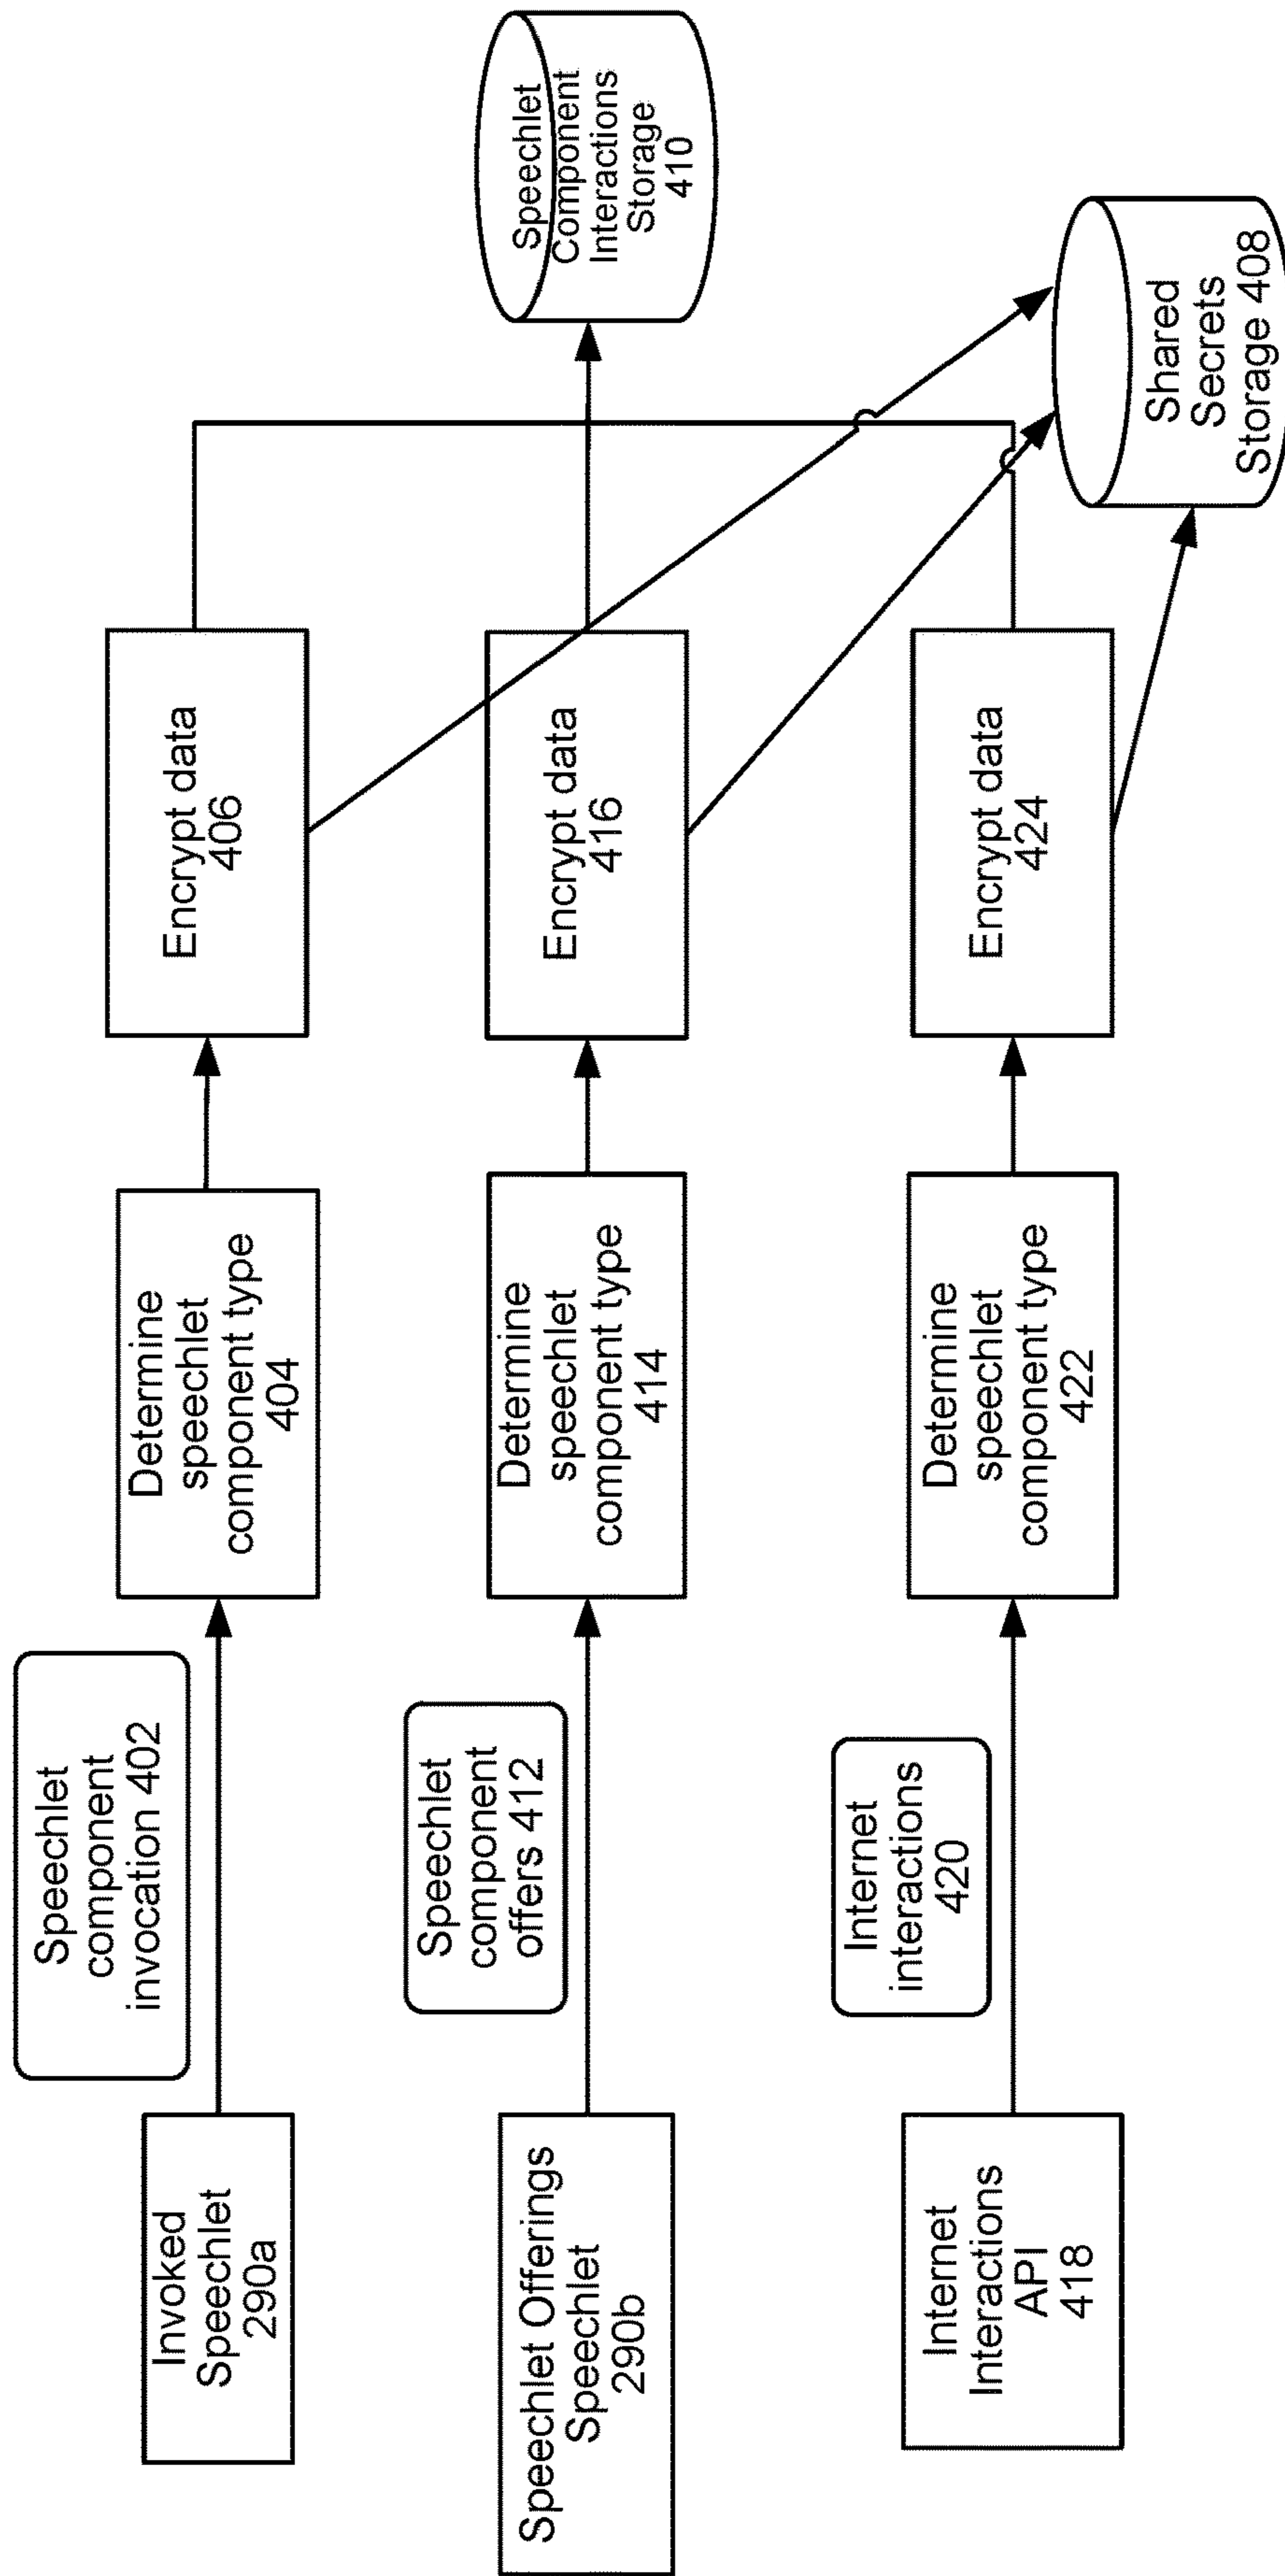 Invoked
Speechlet
290a
Speechlet
component
invocation 402
Determine
speechlet
component type
404
Encrypt data
406
Speechlet Offerings
Speechlet
290b
Speechlet
component
offers 412
Determine
speechlet
component type
414
Encrypt data
416
Speechlet
Component
Interactions
Storage
410
Internet
Interactions
API
418
Internet
interactions
420
Determine
speechlet
component type
422
Encrypt data
424
Shared
Secrets
Storage 408